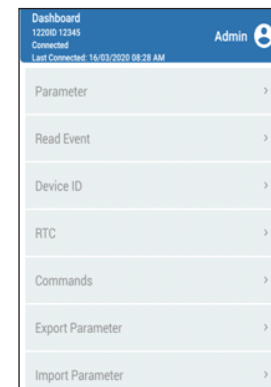 Dashboard
1220ID 12345
Connected
Last Connected: 16/03/2020 08:28 AM
Admin
Parameter
Read Event
Device ID
RTC
Commands
Export Parameter
Import Parameter